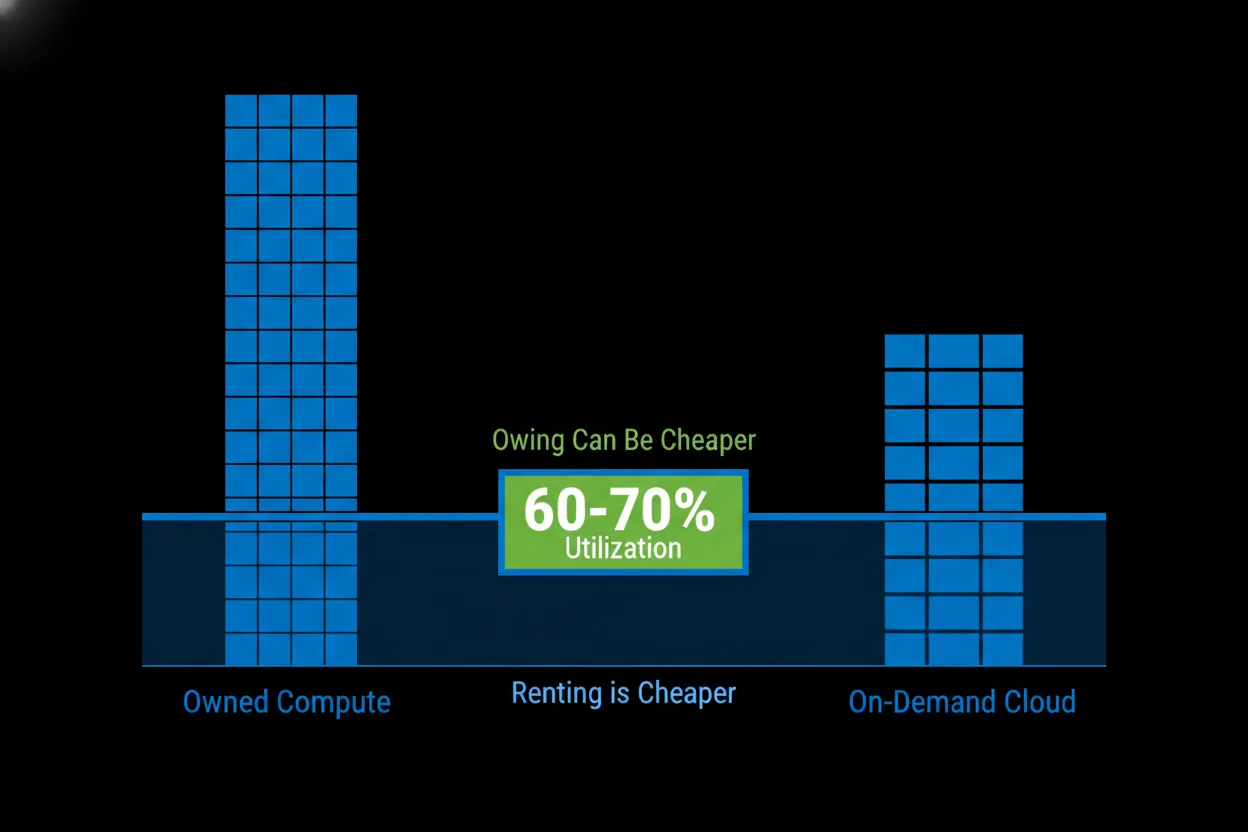 Owing Can Be Cheaper
60-70%
Utilization
Renting is Cheaper
Owned Compute
On-Demand Cloud